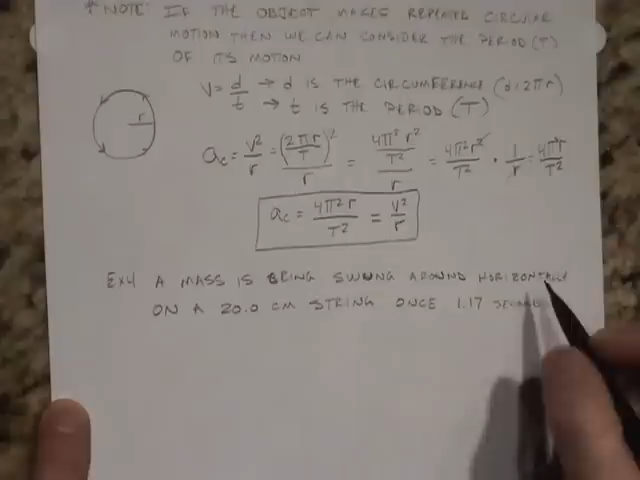 *NOTE: IF THE OBJECT MAKES REPEATED CIRCULAR
MOTION THEN WE CAN CONSIDER THE PERIOD (T)
OF ITS MOTION
V = d/t → d IS THE CIRCUMFERENCE (d=2πr)
→ t IS THE PERIOD (T)
r
ac = v²/r = (2πr/T)²/r = (4π²r²/T²)/r = 4π²r²/T² · 1/r = 4π²r/T²
ac = 4π²r/T² = v²/r
EX4 A MASS IS BEING SWUNG AROUND HORIZONTALLY
ON A 20.0 CM STRING ONCE 1.17 SECOND